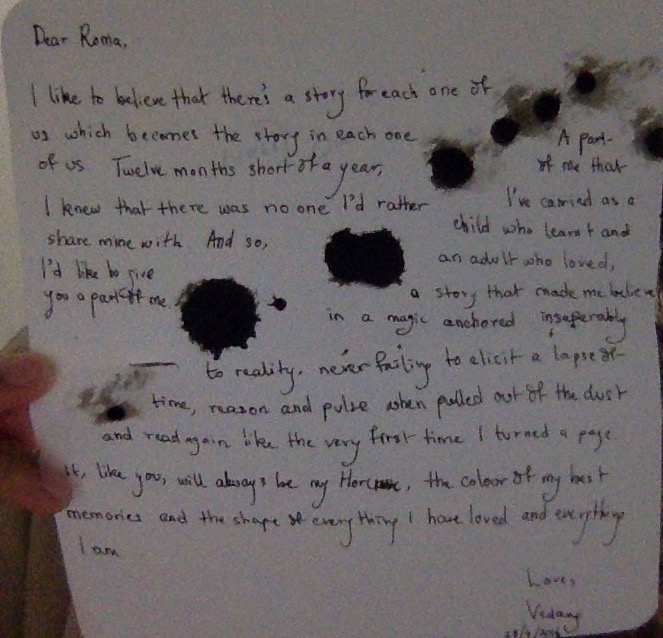 Dear Roma,
I like to believe that there's a story for each one of
us which becomes the story in each one
of us. Twelve months short of a year,
I knew that there was no one I'd rather
share mine with. And so,
I'd like to give
you a part of me.
A part
of me that
I've carried as a
child who learnt and
an adult who loved,
a story that made me believe
in a magic anchored inseperably
to reality, never failing to elicit a lapse of
time, reason and pulse when pulled out of the dust
and read again like the very first time I turned a page.
It, like you, will always be my Horcrux, the colour of my best
memories and the shape of everything I have loved and everything
I am
Love,
Vedang